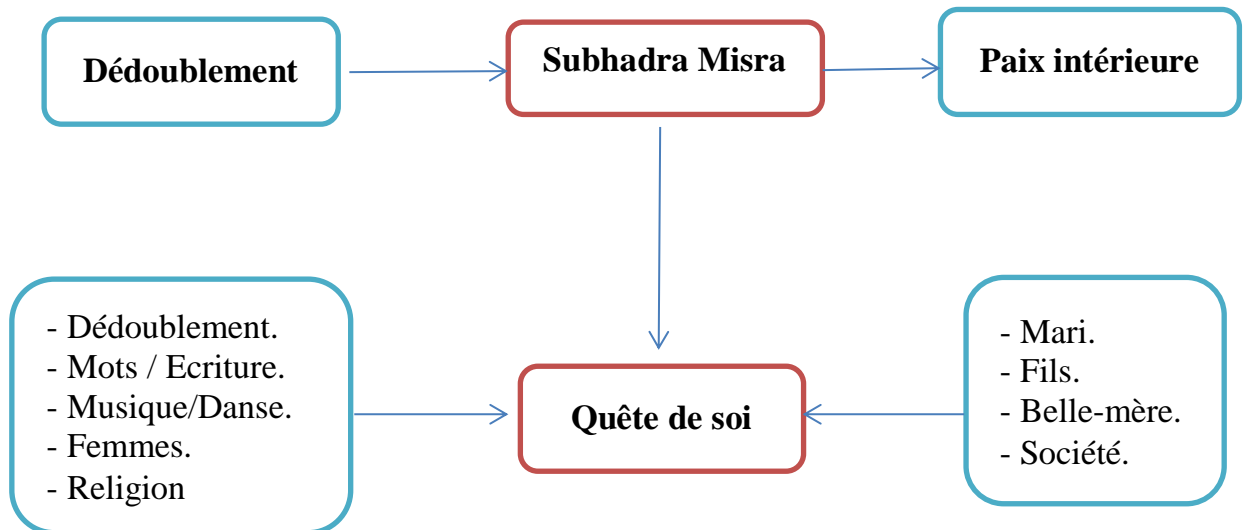 Dédoublement
Subhadra Misra
Paix intérieure
- Dédoublement.
- Mots / Ecriture.
- Musique/Danse.
- Femmes.
- Religion
Quête de soi
- Mari.
- Fils.
- Belle-mère.
- Société.